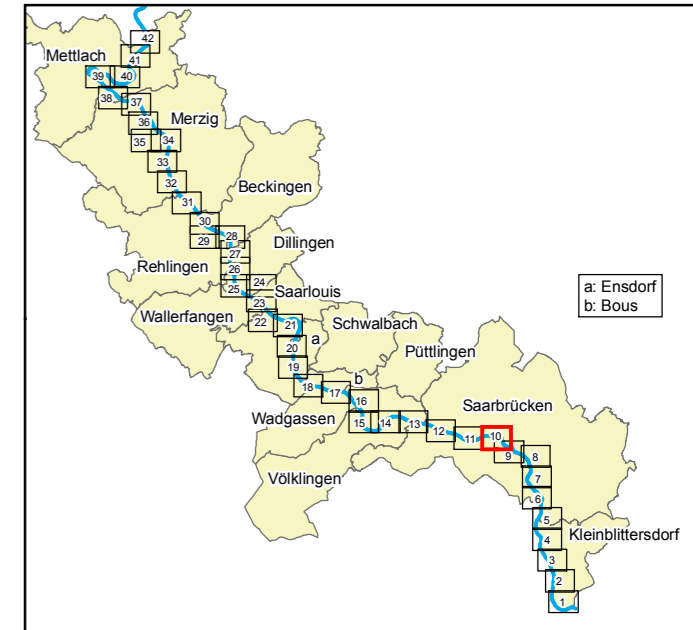 42
41
Mettlach
39
40
38
37
Merzig
36
35
34
33
32
Beckingen
31
30
29
28
Dillingen
27
Rehlingen
26
25
24
Saarlouis
23
Wallerfangen
22
21
a: Ensdorf
b: Bous
Schwalbach
a
20
Püttlingen
19
b
18
17
16
Saarbrücken
Wadgassen
15
14
13
12
11
10
9
8
Völklingen
7
6
5
Kleinblittersdorf
4
3
2
1